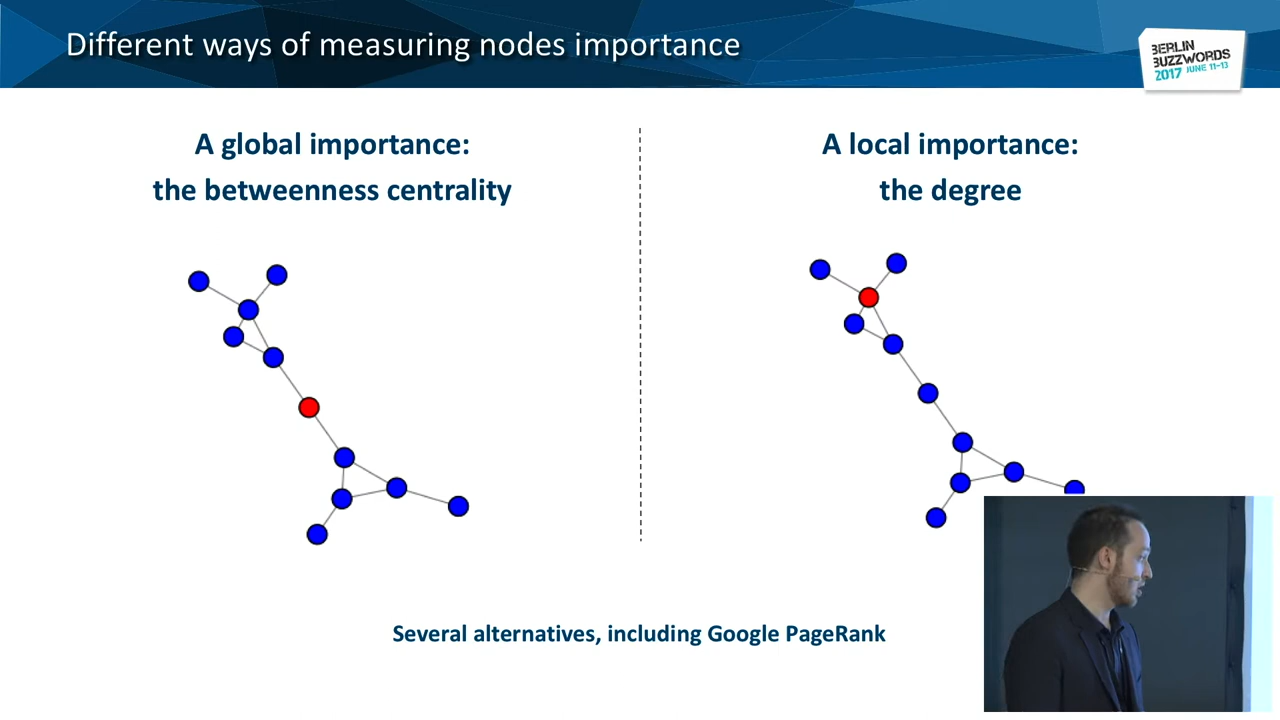 Different ways of measuring nodes importance
BERLIN
BUZZWORDS
2017 JUNE 11-13
A global importance:
the betweenness centrality
A local importance:
the degree
Several alternatives, including Google PageRank